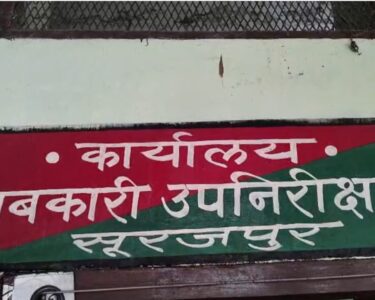 • कार्यालय •
बकारी उपनिरीक्ष
सूरजपुर